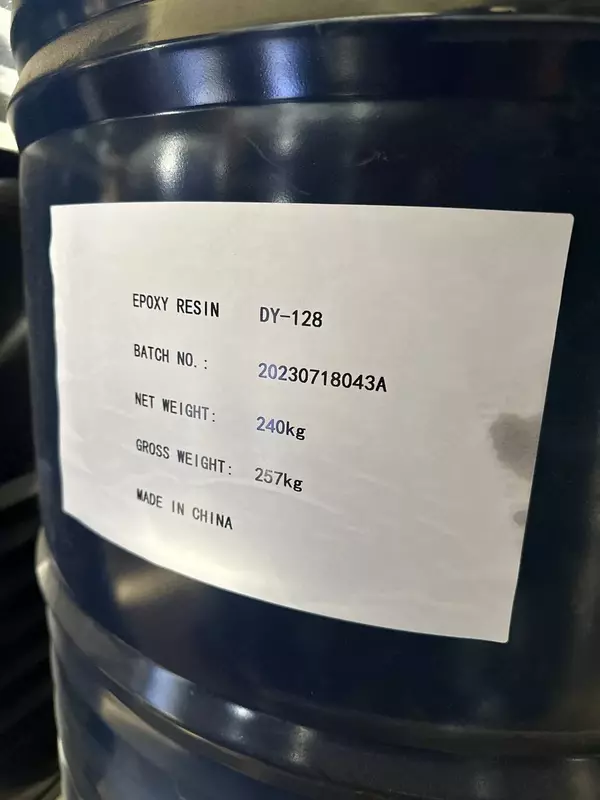 EPOXY RESIN DY-128
BATCH NO.: 20230718043A
NET WEIGHT: 240kg
GROSS WEIGHT: 257kg
MADE IN CHINA